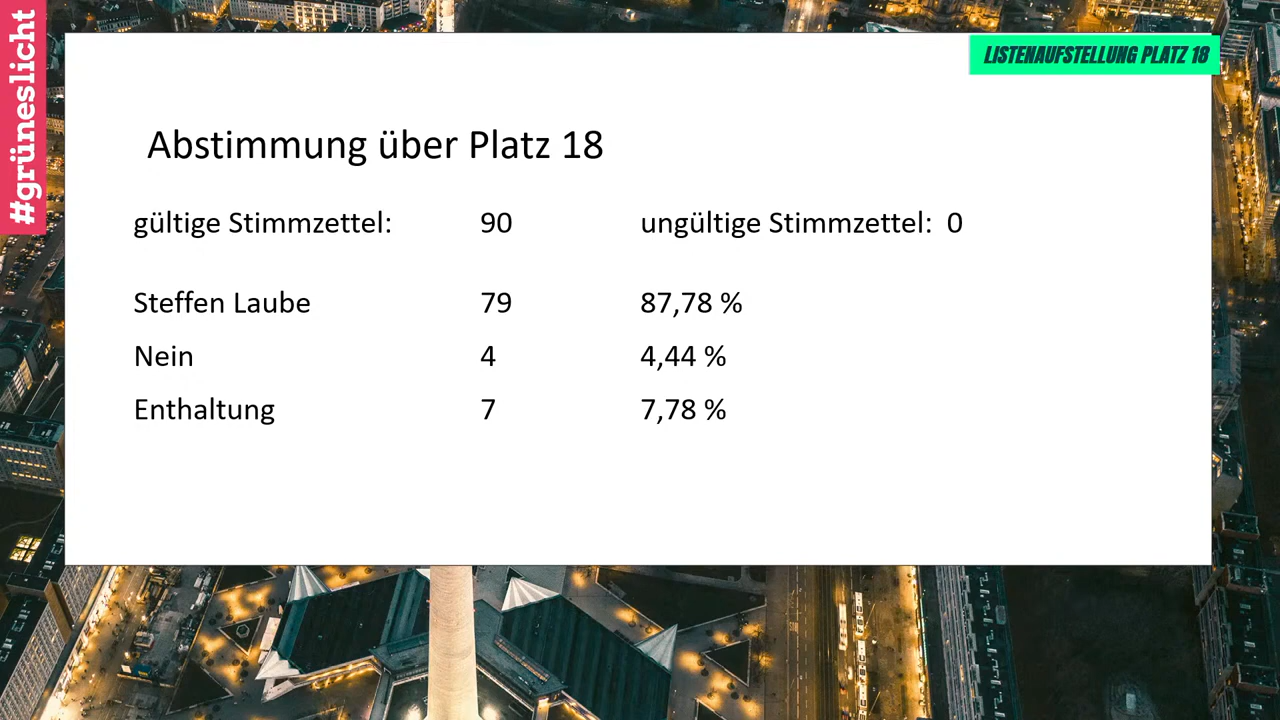 #grüneslicht
LISTENAUFSTELLUNG PLATZ 18
Abstimmung über Platz 18
gültige Stimmzettel: 90 ungültige Stimmzettel: 0
Steffen Laube 79 87,78 %
Nein 4 4,44 %
Enthaltung 7 7,78 %